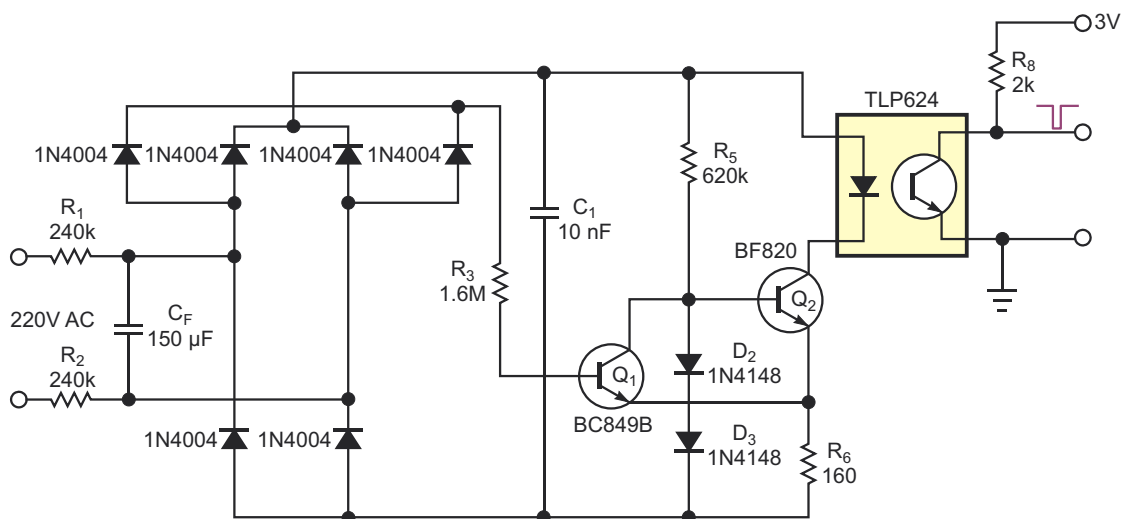 3V
R8
2k
TLP624
1N4004
1N4004
1N4004
1N4004
R5
620k
R1
240k
C1
10 nF
BF820
R3
1.6M
Q2
220V AC
CF
150 µF
R2
240k
D2
1N4148
Q1
BC849B
1N4004
1N4004
D3
1N4148
R6
160